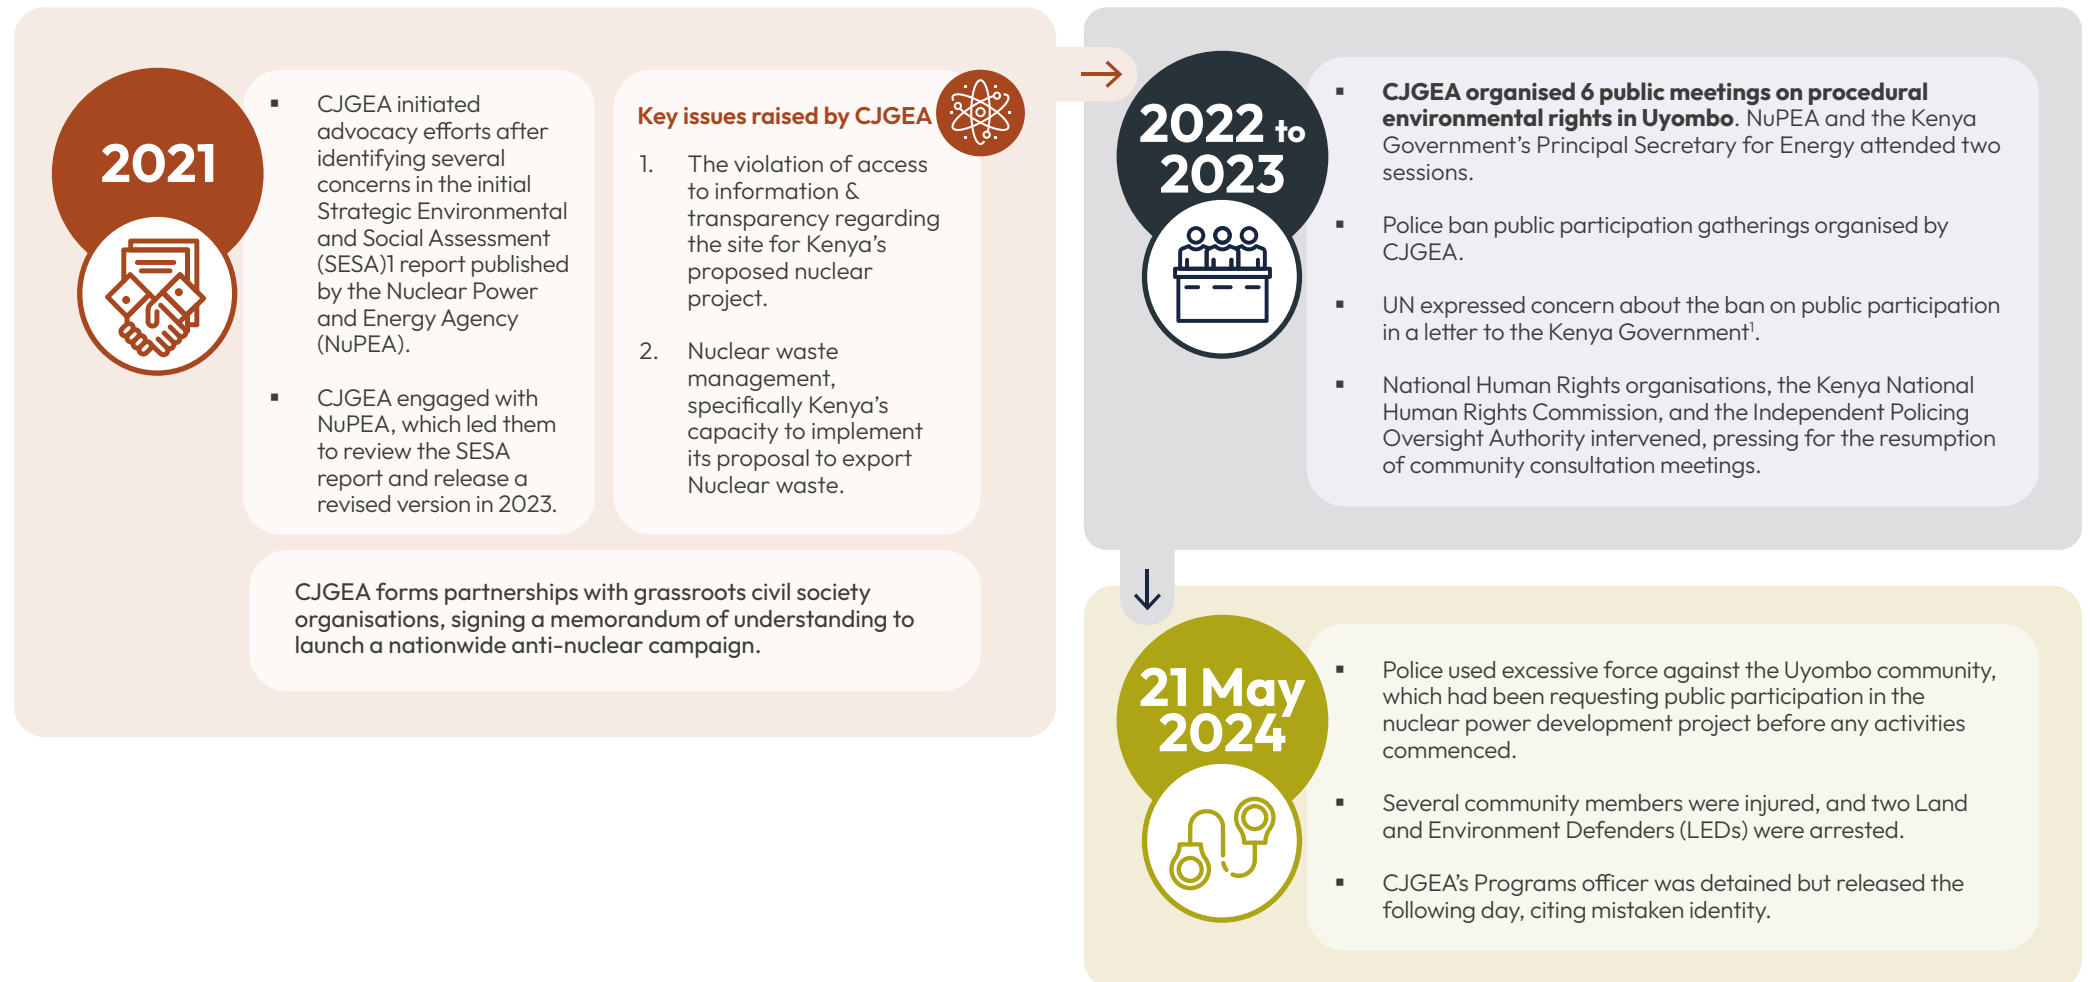 2021
▪ CJGEA initiated
advocacy efforts after
identifying several
concerns in the initial
Strategic Environmental
and Social Assessment
(SESA)1 report published
by the Nuclear Power
and Energy Agency
(NuPEA).
▪ CJGEA engaged with
NuPEA, which led them
to review the SESA
report and release a
revised version in 2023.
Key issues raised by CJGEA
1. The violation of access
to information &
transparency regarding
the site for Kenya’s
proposed nuclear
project.
2. Nuclear waste
management,
specifically Kenya’s
capacity to implement
its proposal to export
Nuclear waste.
CJGEA forms partnerships with grassroots civil society
organisations, signing a memorandum of understanding to
launch a nationwide anti-nuclear campaign.
2022 to
2023
▪ CJGEA organised 6 public meetings on procedural
environmental rights in Uyombo. NuPEA and the Kenya
Government’s Principal Secretary for Energy attended two
sessions.
▪ Police ban public participation gatherings organised by
CJGEA.
▪ UN expressed concern about the ban on public participation
in a letter to the Kenya Government¹.
▪ National Human Rights organisations, the Kenya National
Human Rights Commission, and the Independent Policing
Oversight Authority intervened, pressing for the resumption
of community consultation meetings.
21 May
2024
▪ Police used excessive force against the Uyombo community,
which had been requesting public participation in the
nuclear power development project before any activities
commenced.
▪ Several community members were injured, and two Land
and Environment Defenders (LEDs) were arrested.
▪ CJGEA’s Programs officer was detained but released the
following day, citing mistaken identity.